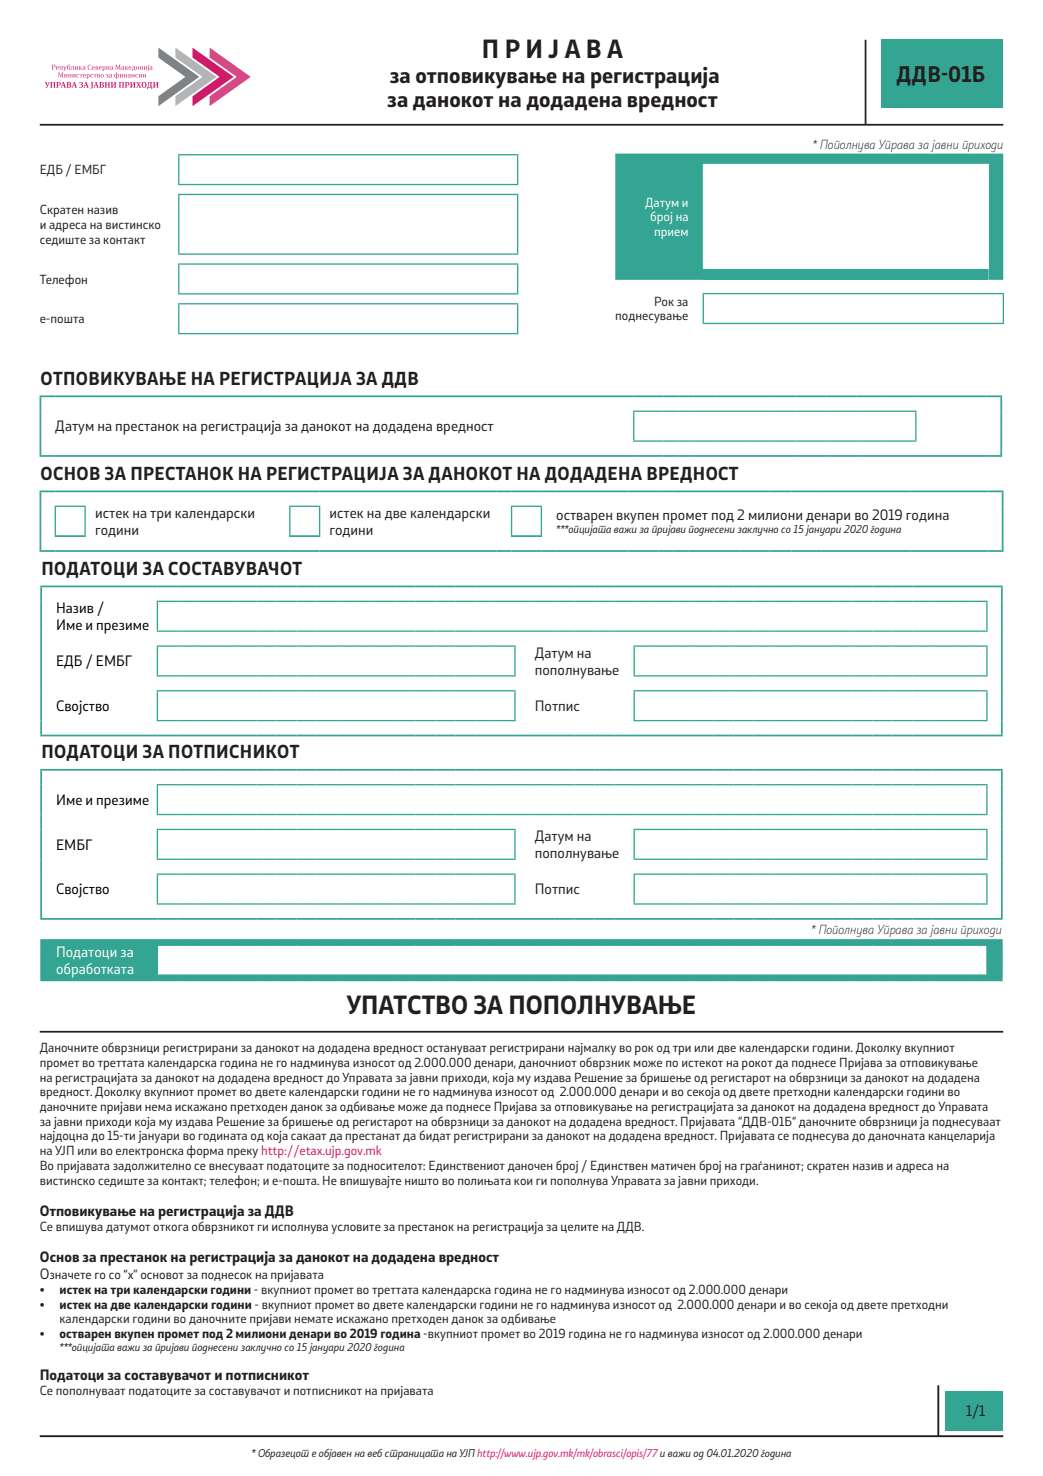 Република Северна Македонија
Министерство за финансии
УПРАВА ЗА ЈАВНИ ПРИХОДИ
ПРИЈАВА
за отповикување на регистрација
за данокот на додадена вредност
ДДВ-01Б
* Пополнува Управа за јавни приходи
ЕДБ / ЕМБГ
Скратен назив
и адреса на вистинско
седиште за контакт
Телефон
е-пошта
Датум и
број на
прием
Рок за
поднесување
ОТПОВИКУВАЊЕ НА РЕГИСТРАЦИЈА ЗА ДДВ
Датум на престанок на регистрација за данокот на додадена вредност
ОСНОВ ЗА ПРЕСТАНОК НА РЕГИСТРАЦИЈА ЗА ДАНОКОТ НА ДОДАДЕНА ВРЕДНОСТ
истек на три календарски
години
истек на две календарски
години
остварен вкупен промет под 2 милиони денари во 2019 година
***опцијата важи за пријави поднесени заклучно со 15 јануари 2020 година
ПОДАТОЦИ ЗА СОСТАВУВАЧОТ
Назив /
Име и презиме
ЕДБ / ЕМБГ
Датум на
пополнување
Својство
Потпис
ПОДАТОЦИ ЗА ПОТПИСНИКОТ
Име и презиме
ЕМБГ
Датум на
пополнување
Својство
Потпис
* Пополнува Управа за јавни приходи
Податоци за
обработката
УПАТСТВО ЗА ПОПОЛНУВАЊЕ
Даночните обврзници регистрирани за данокот на додадена вредност остануваат регистрирани најмалку во рок од три или две календарски години. Доколку вкупниот
промет во треттата календарска година не го надминува износот од 2.000.000 денари, даночниот обврзник може по истекот на рокот да поднесе Пријава за отповикување
на регистрацијата за данокот на додадена вредност до Управата за јавни приходи, која му издава Решение за бришење од регистарот на обврзници за данокот на додадена
вредност. Доколку вкупниот промет во двете календарски години не го надминува износот од 2.000.000 денари и во секоја од двете претходни календарски години во
даночните пријави нема искажано претходен данок за одбивање може да поднесе Пријава за отповикување на регистрацијата за данокот на додадена вредност до Управата
за јавни приходи која му издава Решение за бришење од регистарот на обврзници за данокот на додадена вредност. Пријавата “ДДВ-01Б” даночните обврзници ја поднесуваат
најдоцна до 15-ти јануари во годината од која сакаат да престанат да бидат регистрирани за данокот на додадена вредност. Пријавата се поднесува до даночната канцеларија
на УЈП или во електронска форма преку http://etax.ujp.gov.mk
Во пријавата задолжително се внесуваат податоците за подносителот: Единствениот даночен број / Единствен матичен број на граѓанинот; скратен назив и адреса на
вистинско седиште за контакт; телефон; и е-пошта. Не впишувајте ништо во полињата кои ги пополнува Управата за јавни приходи.
Отповикување на регистрација за ДДВ
Се впишува датумот откога обврзникот ги исполнува условите за престанок на регистрација за целите на ДДВ.
Основ за престанок на регистрација за данокот на додадена вредност
Означете го со “x” основот за поднесок на пријавата
• истек на три календарски години - вкупниот промет во треттата календарска година не го надминува износот од 2.000.000 денари
• истек на две календарски години - вкупниот промет во двете календарски години не го надминува износот од 2.000.000 денари и во секоја од двете претходни
календарски години во даночните пријави немате искажано претходен данок за одбивање
• остварен вкупен промет под 2 милиони денари во 2019 година -вкупниот промет во 2019 година не го надминува износот од 2.000.000 денари
***опцијата важи за пријави поднесени заклучно со 15 јануари 2020 година
Податоци за составувачот и потписникот
Се пополнуваат податоците за составувачот и потписникот на пријавата
1/1
* Образецот е објавен на веб страницата на УЈП http://www.ujp.gov.mk/mk/obrasci/opis/77 и важи од 04.01.2020 година